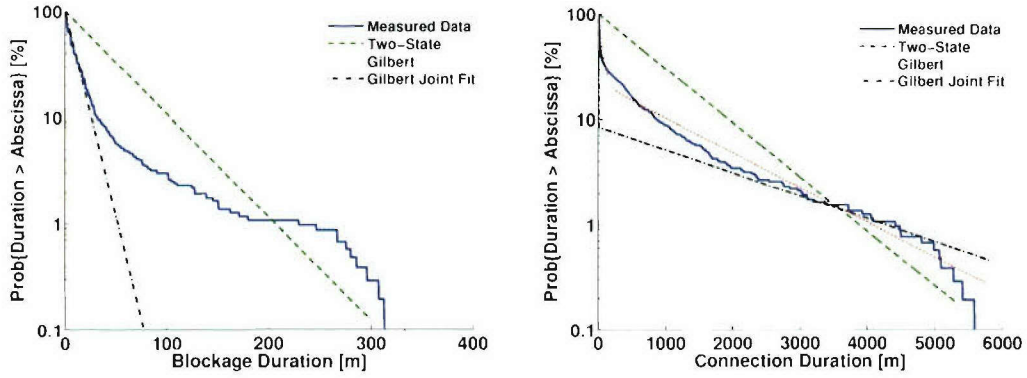 100
10
1
0.1
Prob{Duration > Abscissa} [%]
Measured Data
Two-State
Gilbert
Gilbert Joint Fit
0 100 200 300 400
Blockage Duration [m]
100
10
1
0.1
Prob{Duration > Abscissa} [%]
Measured Data
Two-State
Gilbert
Gilbert Joint Fit
0 1000 2000 3000 4000 5000 6000
Connection Duration [m]